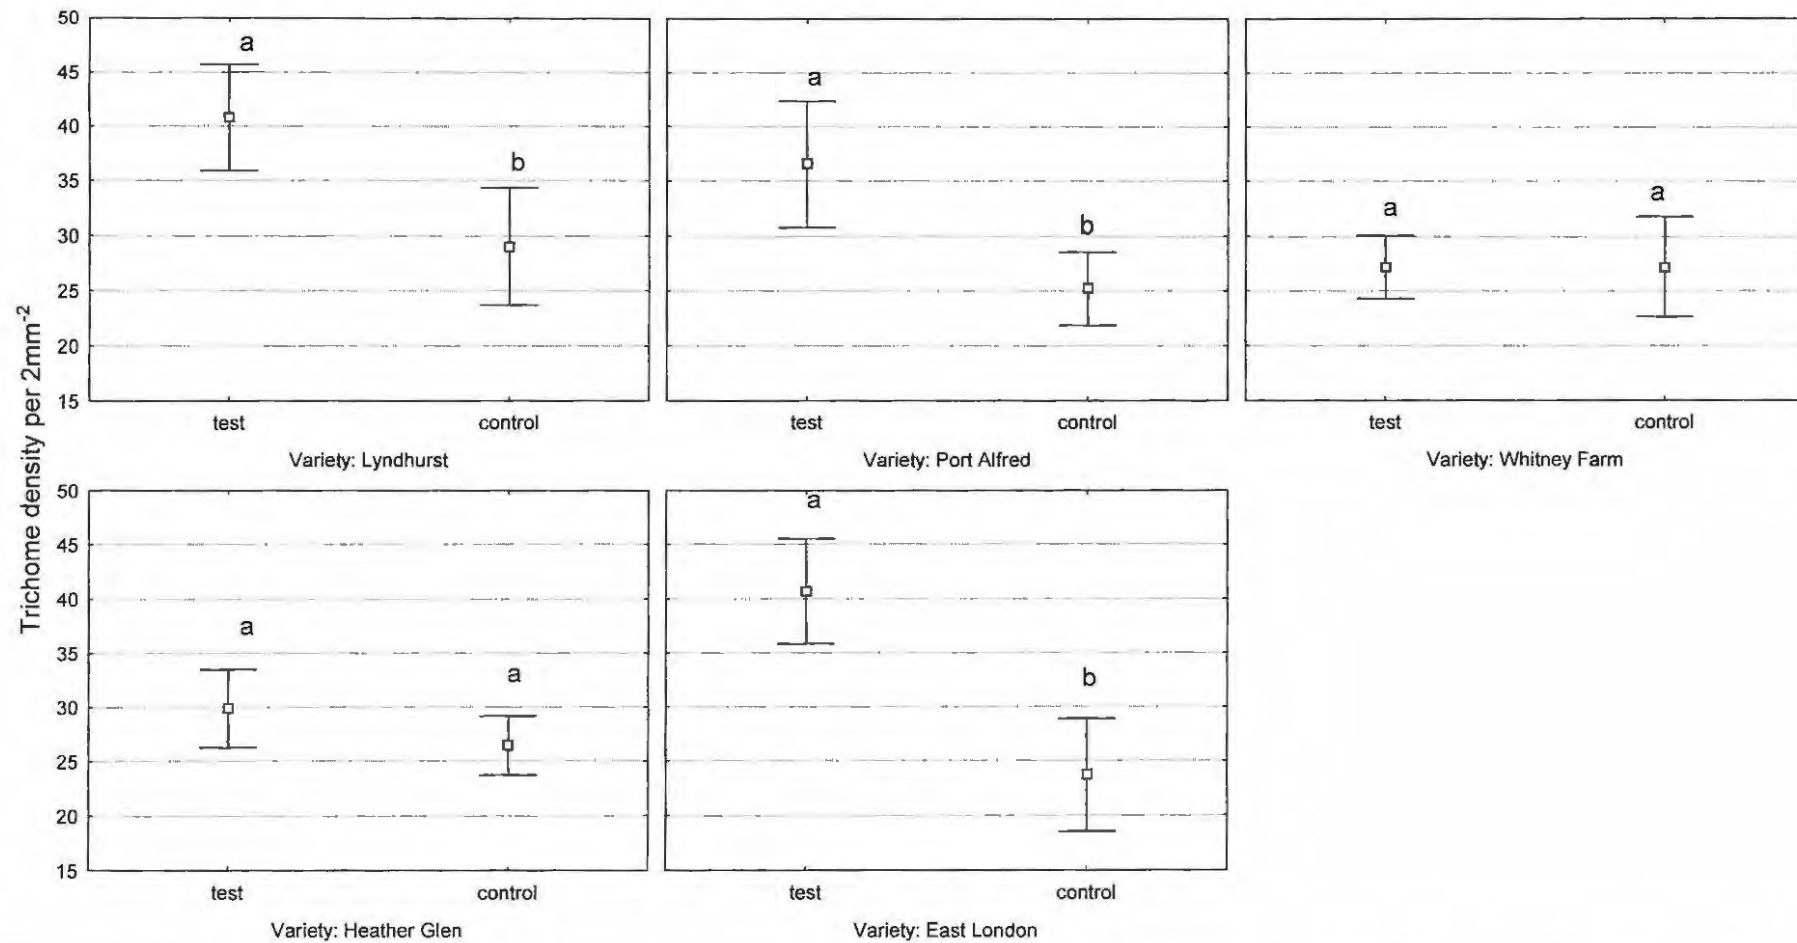 Trichome density per 2mm⁻²
50
45
40
35
30
25
20
15
a
b
test control
Variety: Lyndhurst
a
b
test control
Variety: Port Alfred
a
a
test control
Variety: Whitney Farm
50
45
40
35
30
25
20
15
a
a
test control
Variety: Heather Glen
a
b
test control
Variety: East London